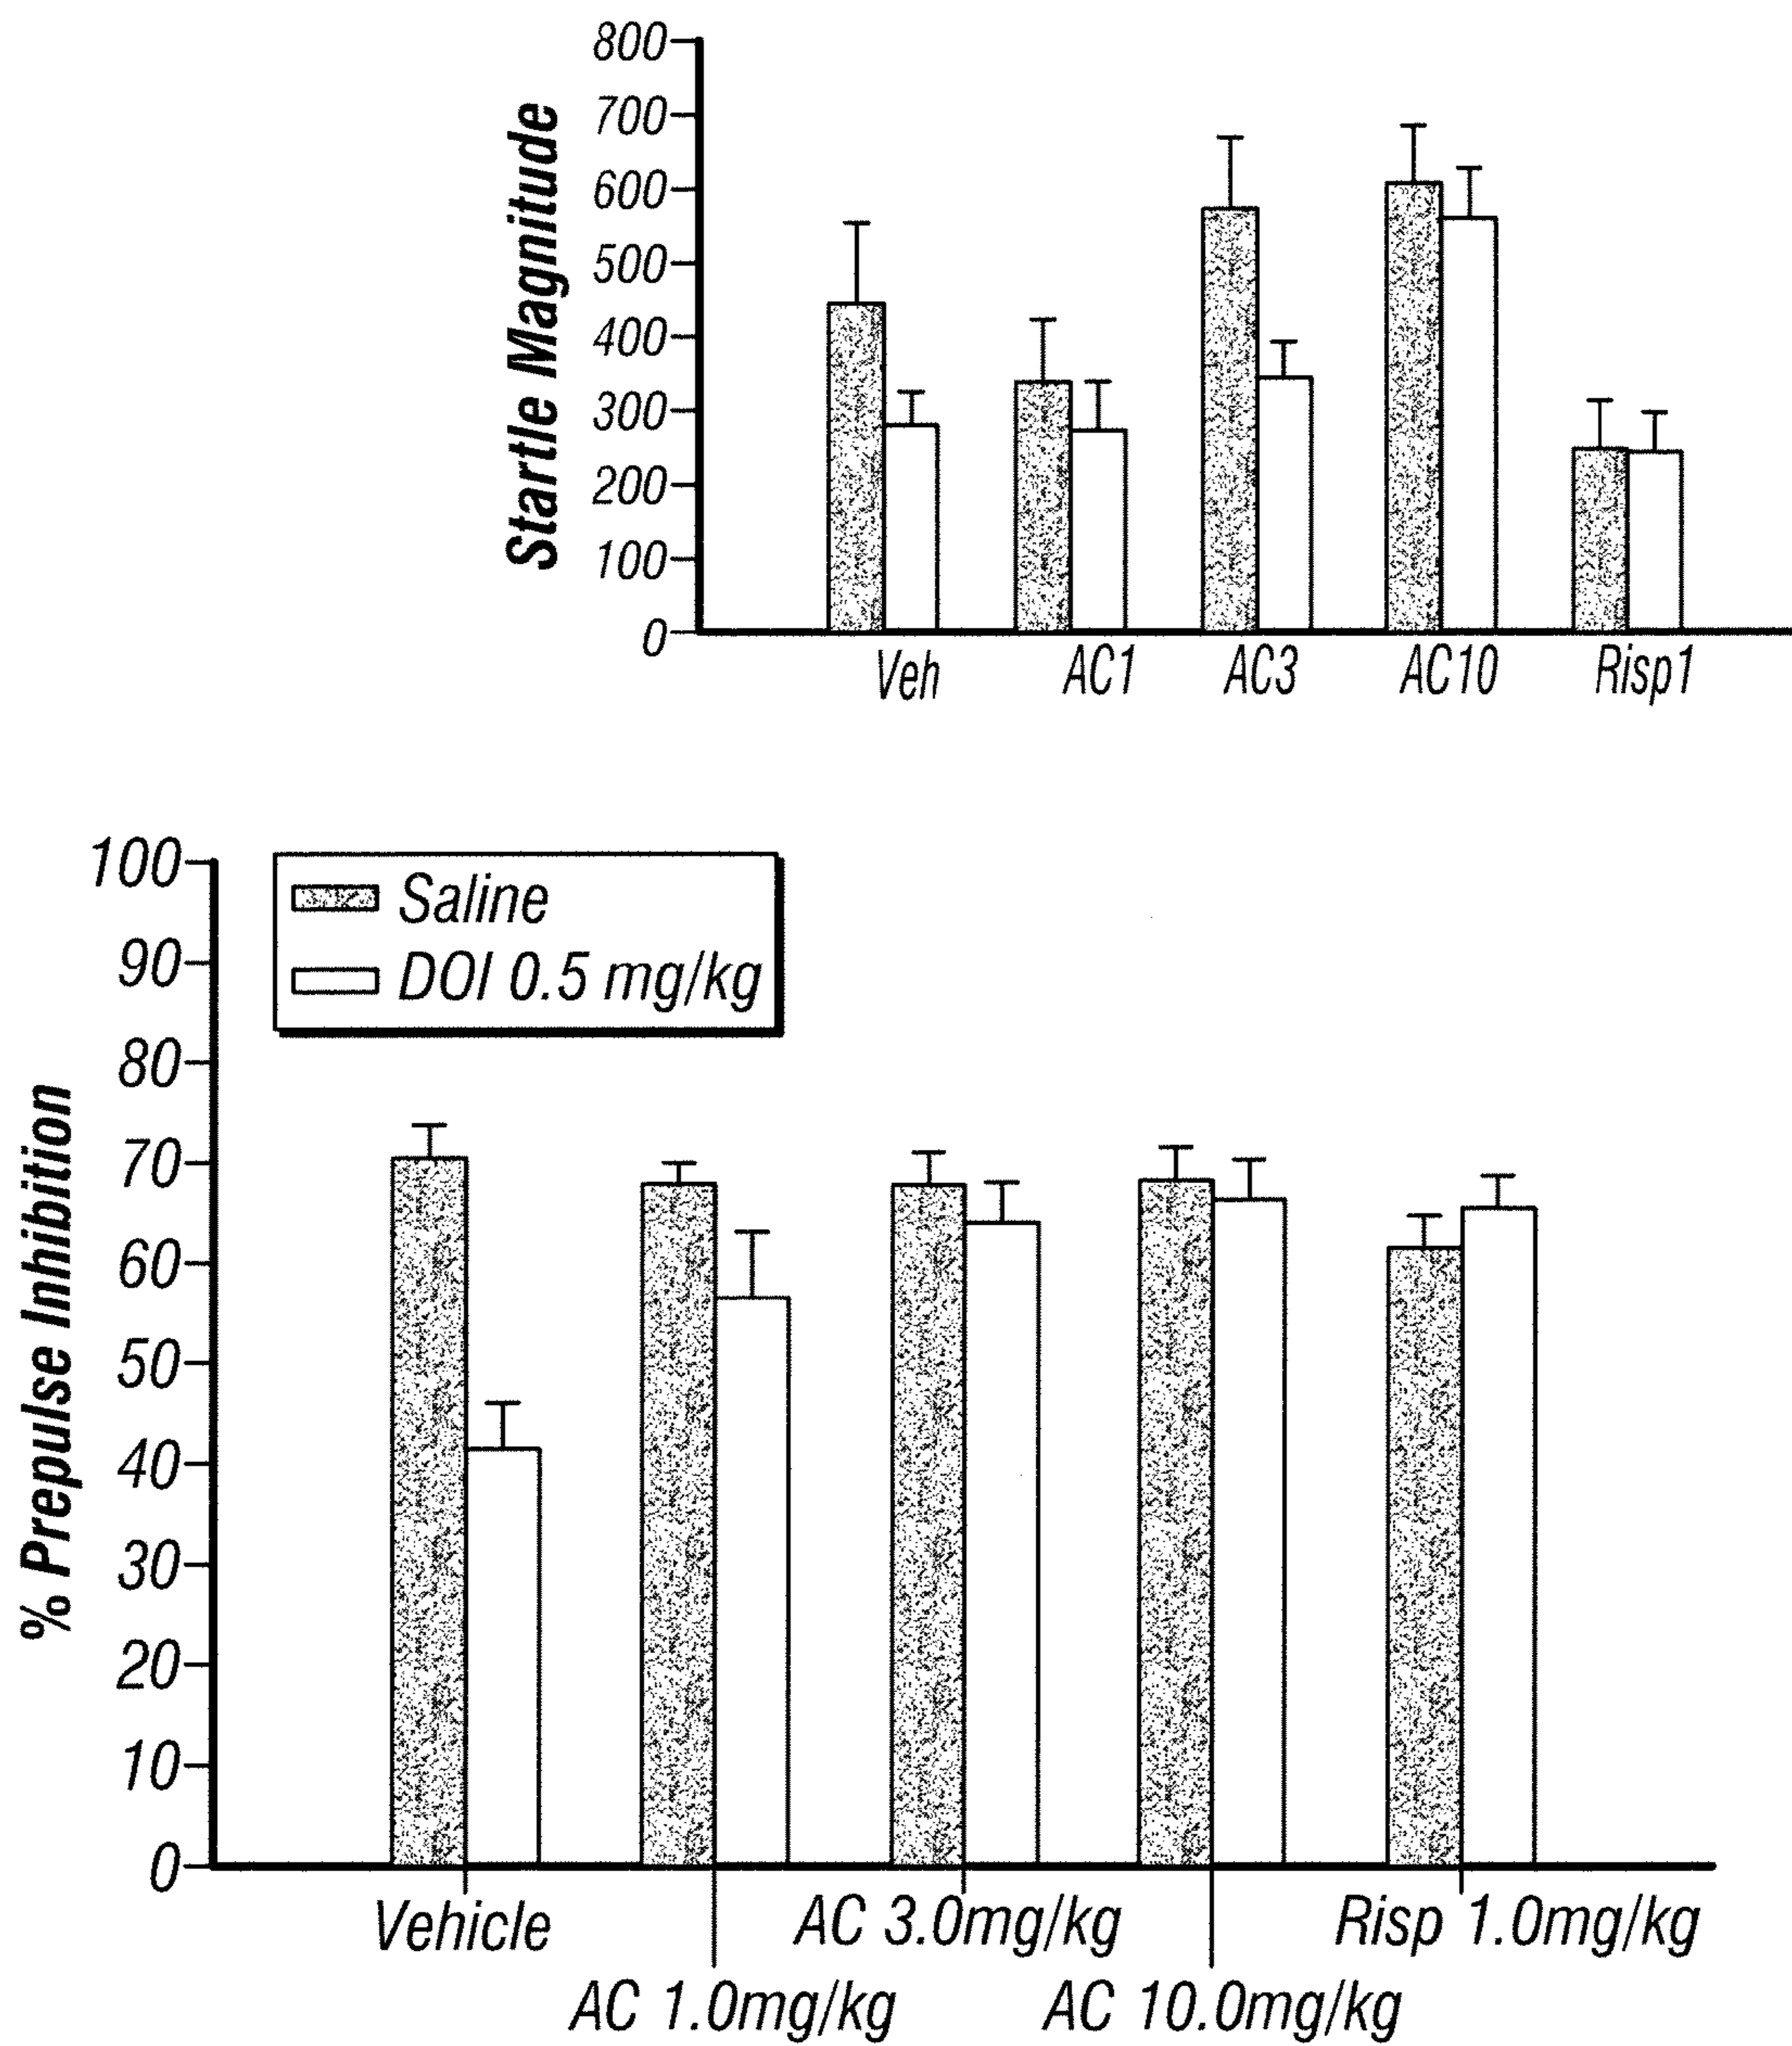 Startle Magnitude
800
700
600
500
400
300
200
100
0
Veh AC1 AC3 AC10 Risp1
% Prepulse Inhibition
100
90
80
70
60
50
40
30
20
10
0
Saline
DOI 0.5 mg/kg
Vehicle AC 3.0mg/kg Risp 1.0mg/kg
AC 1.0mg/kg AC 10.0mg/kg